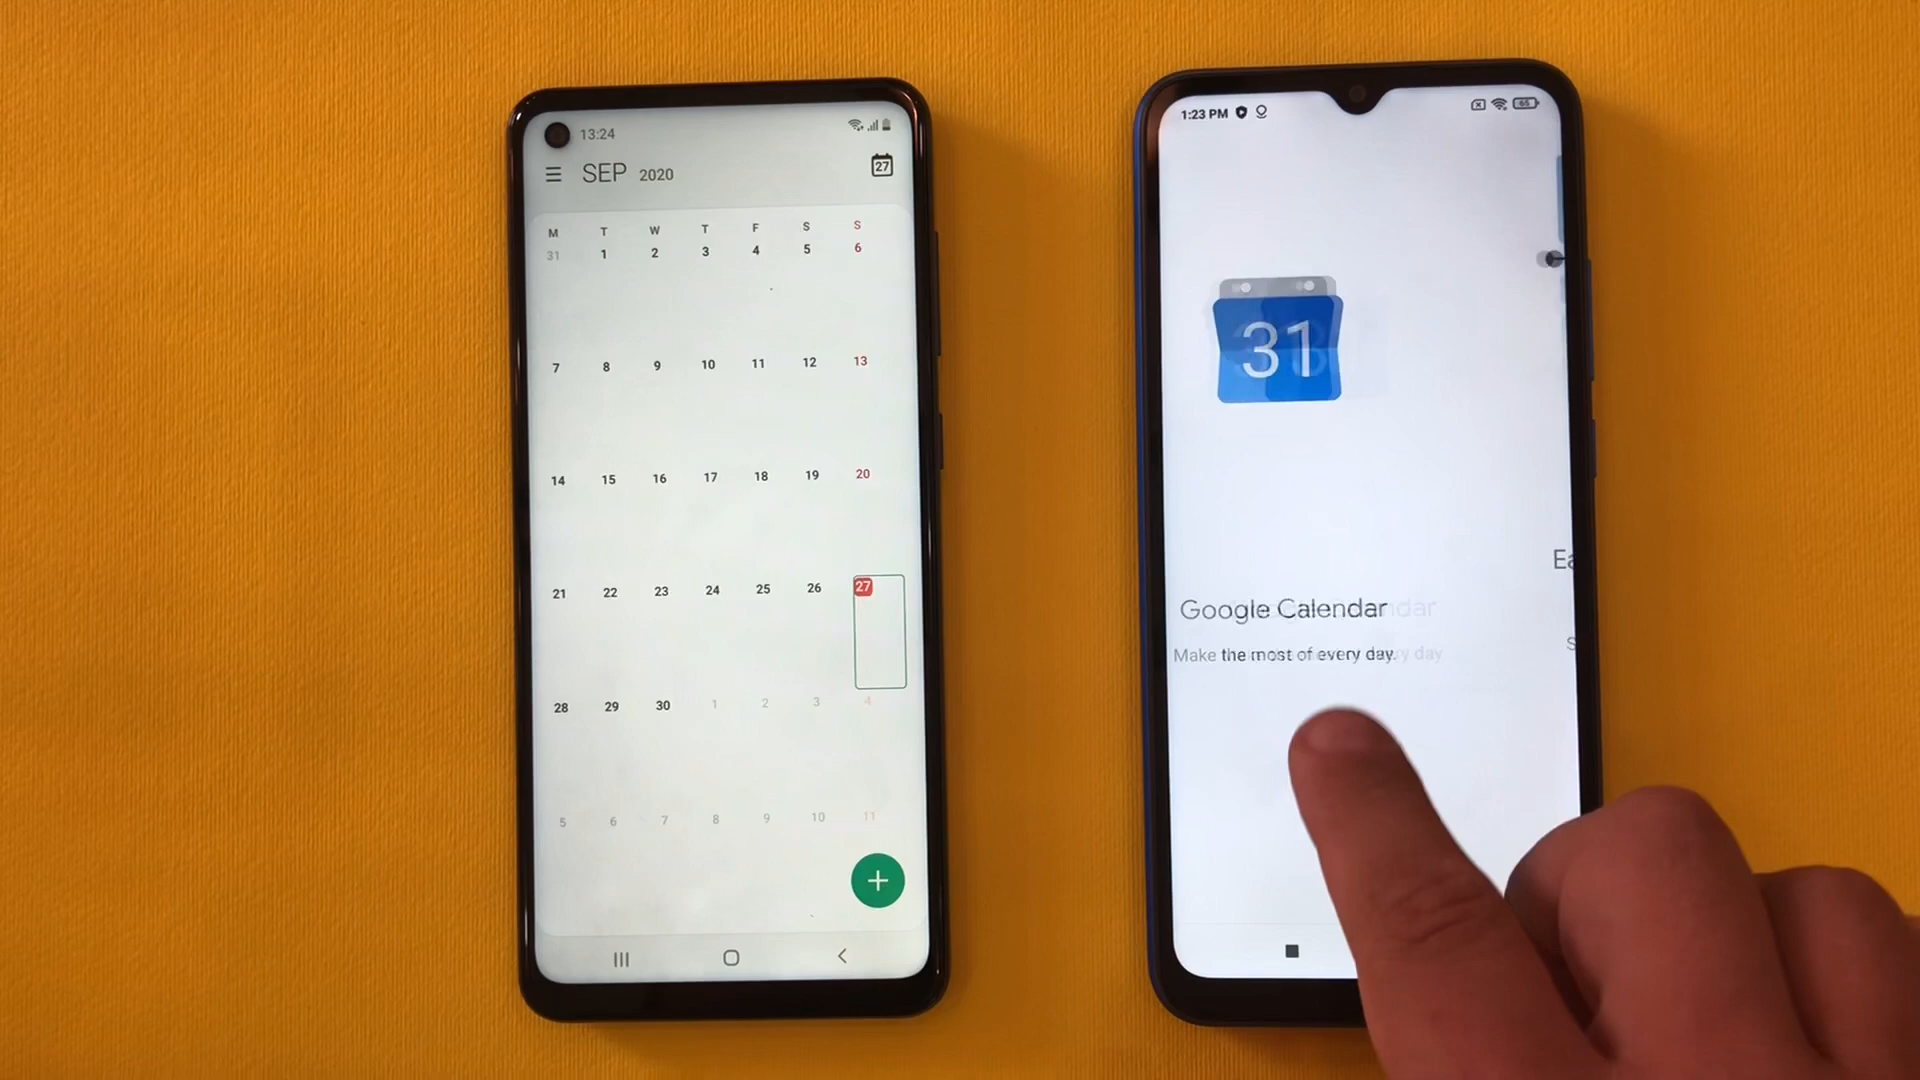 13:24
SEP 2020
27
M T W T F S S
31 1 2 3 4 5 6
7 8 9 10 11 12 13
14 15 16 17 18 19 20
21 22 23 24 25 26 27
28 29 30 1 2 3 4
5 6 7 8 9 10 11
1:23 PM
65
31
Ea
Google Calendar
S
Make the most of every day.